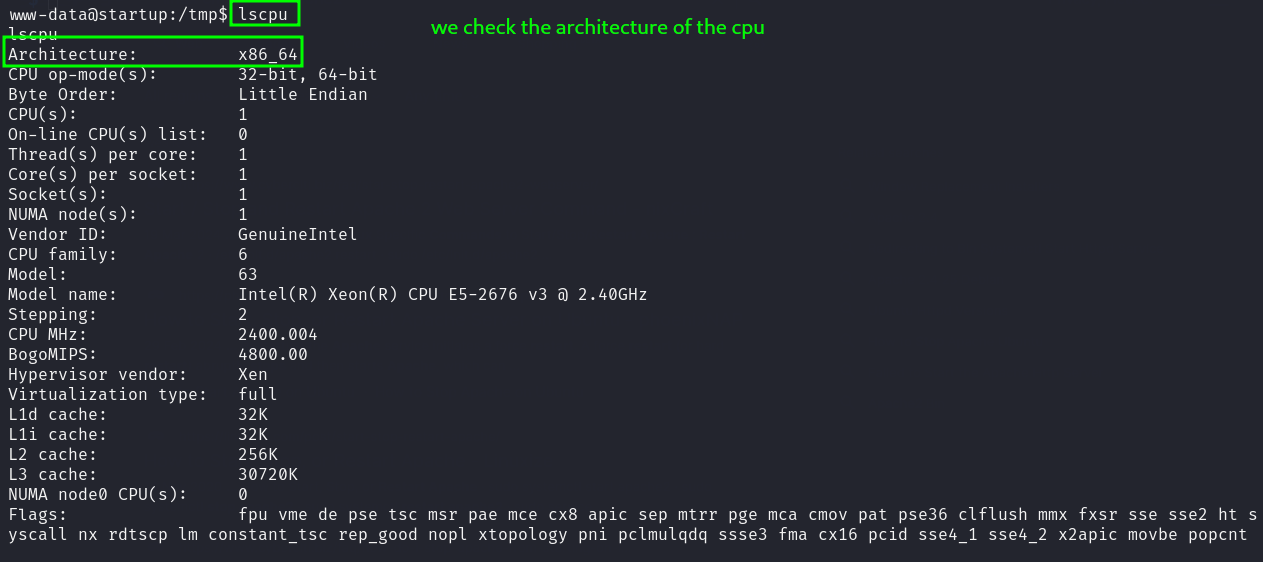 www-data@startup:/tmp$ lscpu
we check the architecture of the cpu
lscpu
Architecture: x86_64
CPU op-mode(s): 32-bit, 64-bit
Byte Order: Little Endian
CPU(s): 1
On-line CPU(s) list: 0
Thread(s) per core: 1
Core(s) per socket: 1
Socket(s): 1
NUMA node(s): 1
Vendor ID: GenuineIntel
CPU family: 6
Model: 63
Model name: Intel(R) Xeon(R) CPU E5-2676 v3 @ 2.40GHz
Stepping: 2
CPU MHz: 2400.004
BogoMIPS: 4800.00
Hypervisor vendor: Xen
Virtualization type: full
L1d cache: 32K
L1i cache: 32K
L2 cache: 256K
L3 cache: 30720K
NUMA node0 CPU(s): 0
Flags: fpu vme de pse tsc msr pae mce cx8 apic sep mtrr pge mca cmov pat pse36 clflush mmx fxsr sse sse2 ht s
yscall nx rdtscp lm constant_tsc rep_good nopl xtopology pni pclmulqdq ssse3 fma cx16 pcid sse4_1 sse4_2 x2apic movbe popcnt